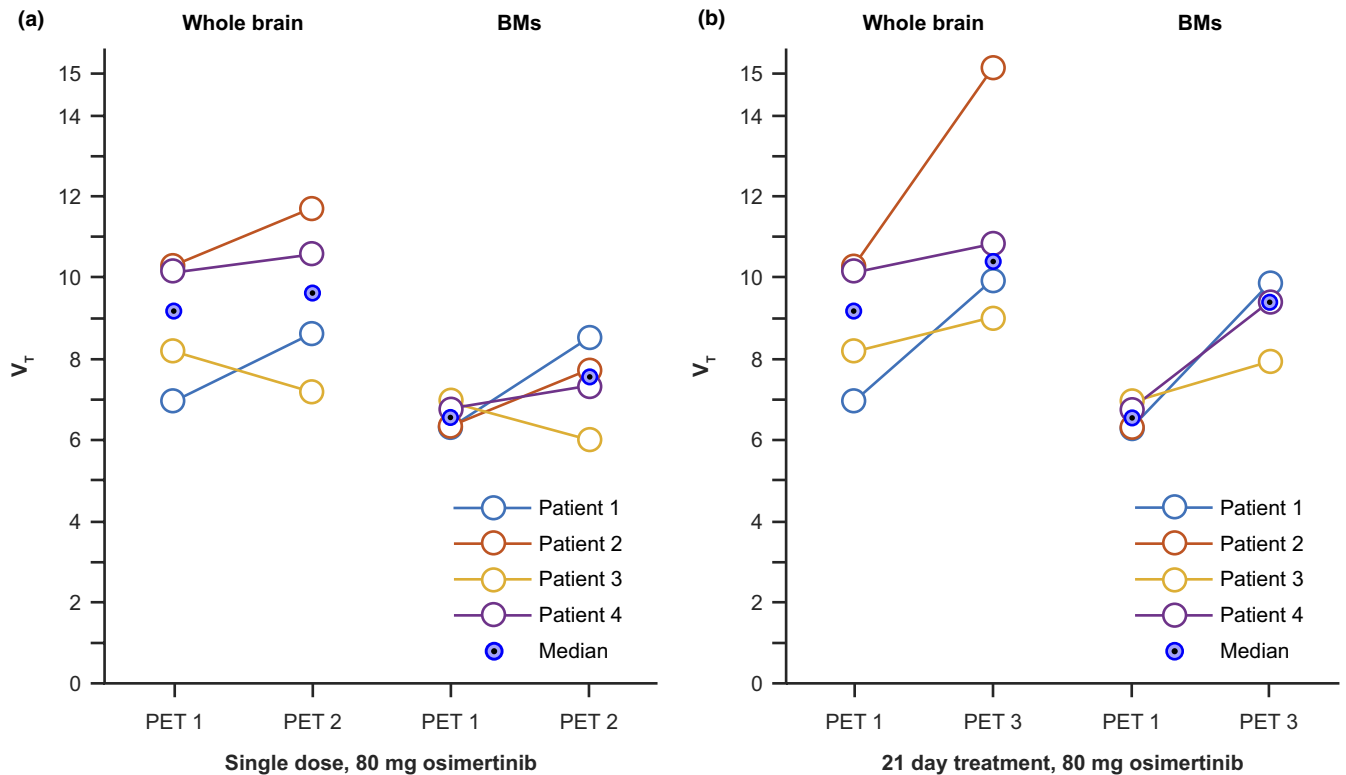 (a)
Whole brain
BMs
15
14
12
10
8
6
4
2
0
V_T
Patient 1
Patient 2
Patient 3
Patient 4
Median
PET 1 PET 2 PET 1 PET 2
Single dose, 80 mg osimertinib
(b)
Whole brain
BMs
15
14
12
10
8
6
4
2
0
V_T
Patient 1
Patient 2
Patient 3
Patient 4
Median
PET 1 PET 3 PET 1 PET 3
21 day treatment, 80 mg osimertinib